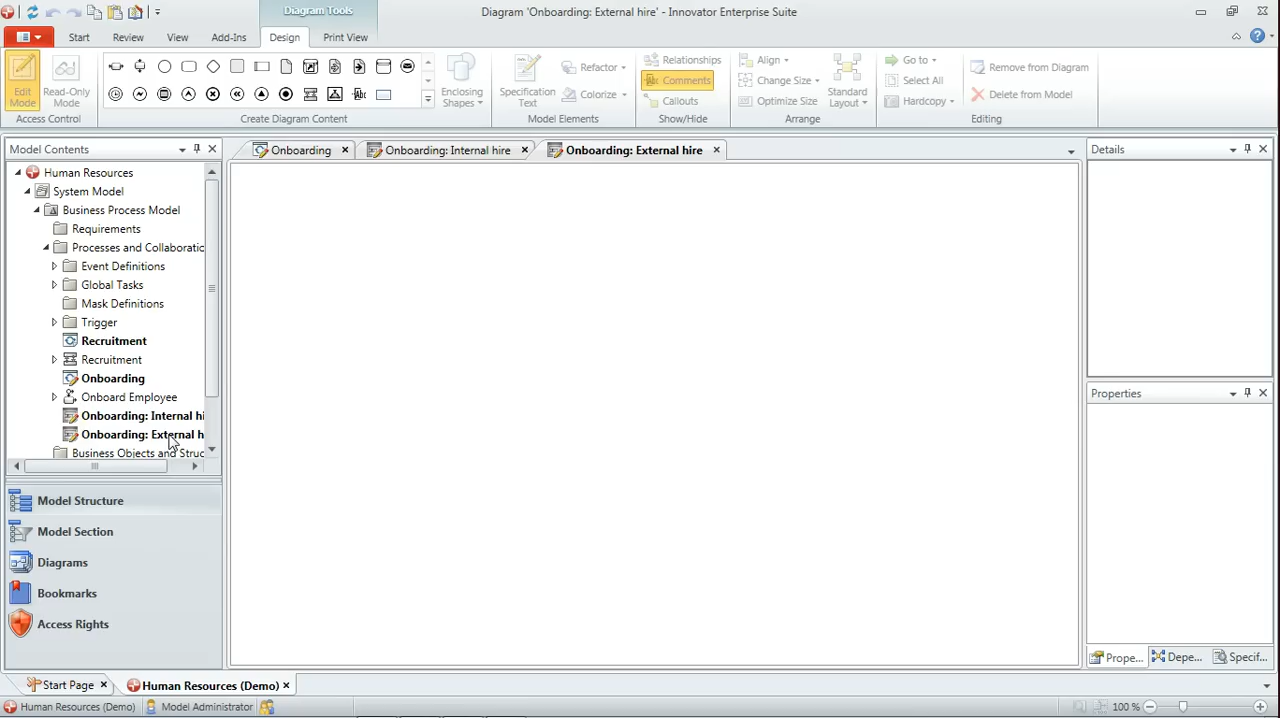 Diagram Tools
Diagram 'Onboarding: External hire' - Innovator Enterprise Suite
Start
Review
View
Add-Ins
Design
Print View
Edit Mode
Read-Only Mode
Access Control
Create Diagram Content
Enclosing Shapes
Specification Text
Refactor
Colorize
Model Elements
Relationships
Comments
Callouts
Show/Hide
Align
Change Size
Optimize Size
Standard Layout
Arrange
Go to
Select All
Hardcopy
Remove from Diagram
Delete from Model
Editing
Model Contents
Onboarding
Onboarding: Internal hire
Onboarding: External hire
Details
Human Resources
System Model
Business Process Model
Requirements
Processes and Collaboratic
Event Definitions
Global Tasks
Mask Definitions
Trigger
Recruitment
Recruitment
Onboarding
Onboard Employee
Onboarding: Internal hi
Onboarding: External h
Business Objects and Struc
Properties
Model Structure
Model Section
Diagrams
Bookmarks
Access Rights
Prope...
Depe...
Specif...
Start Page
Human Resources (Demo)
Human Resources (Demo)
Model Administrator
100 %